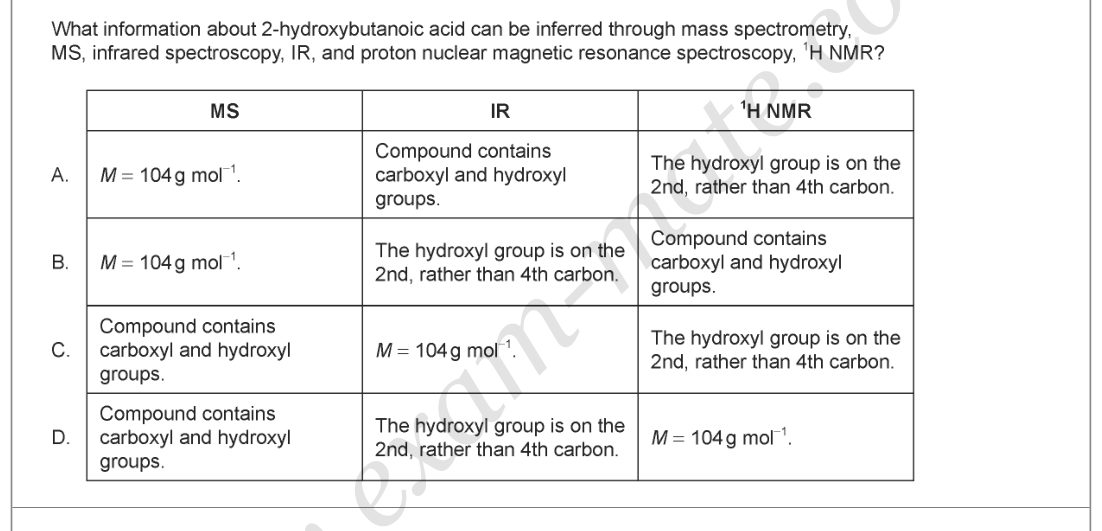 What information about 2-hydroxybutanoic acid can be inferred through mass spectrometry,
MS, infrared spectroscopy, IR, and proton nuclear magnetic resonance spectroscopy, ¹H NMR?
MS
IR
¹H NMR
A.
M = 104 g mol⁻¹.
Compound contains
carboxyl and hydroxyl
groups.
The hydroxyl group is on the
2nd, rather than 4th carbon.
B.
M = 104 g mol⁻¹.
The hydroxyl group is on the
2nd, rather than 4th carbon.
Compound contains
carboxyl and hydroxyl
groups.
C.
Compound contains
carboxyl and hydroxyl
groups.
M = 104 g mol⁻¹.
The hydroxyl group is on the
2nd, rather than 4th carbon.
D.
Compound contains
carboxyl and hydroxyl
groups.
The hydroxyl group is on the
2nd, rather than 4th carbon.
M = 104 g mol⁻¹.
exam-mate.co